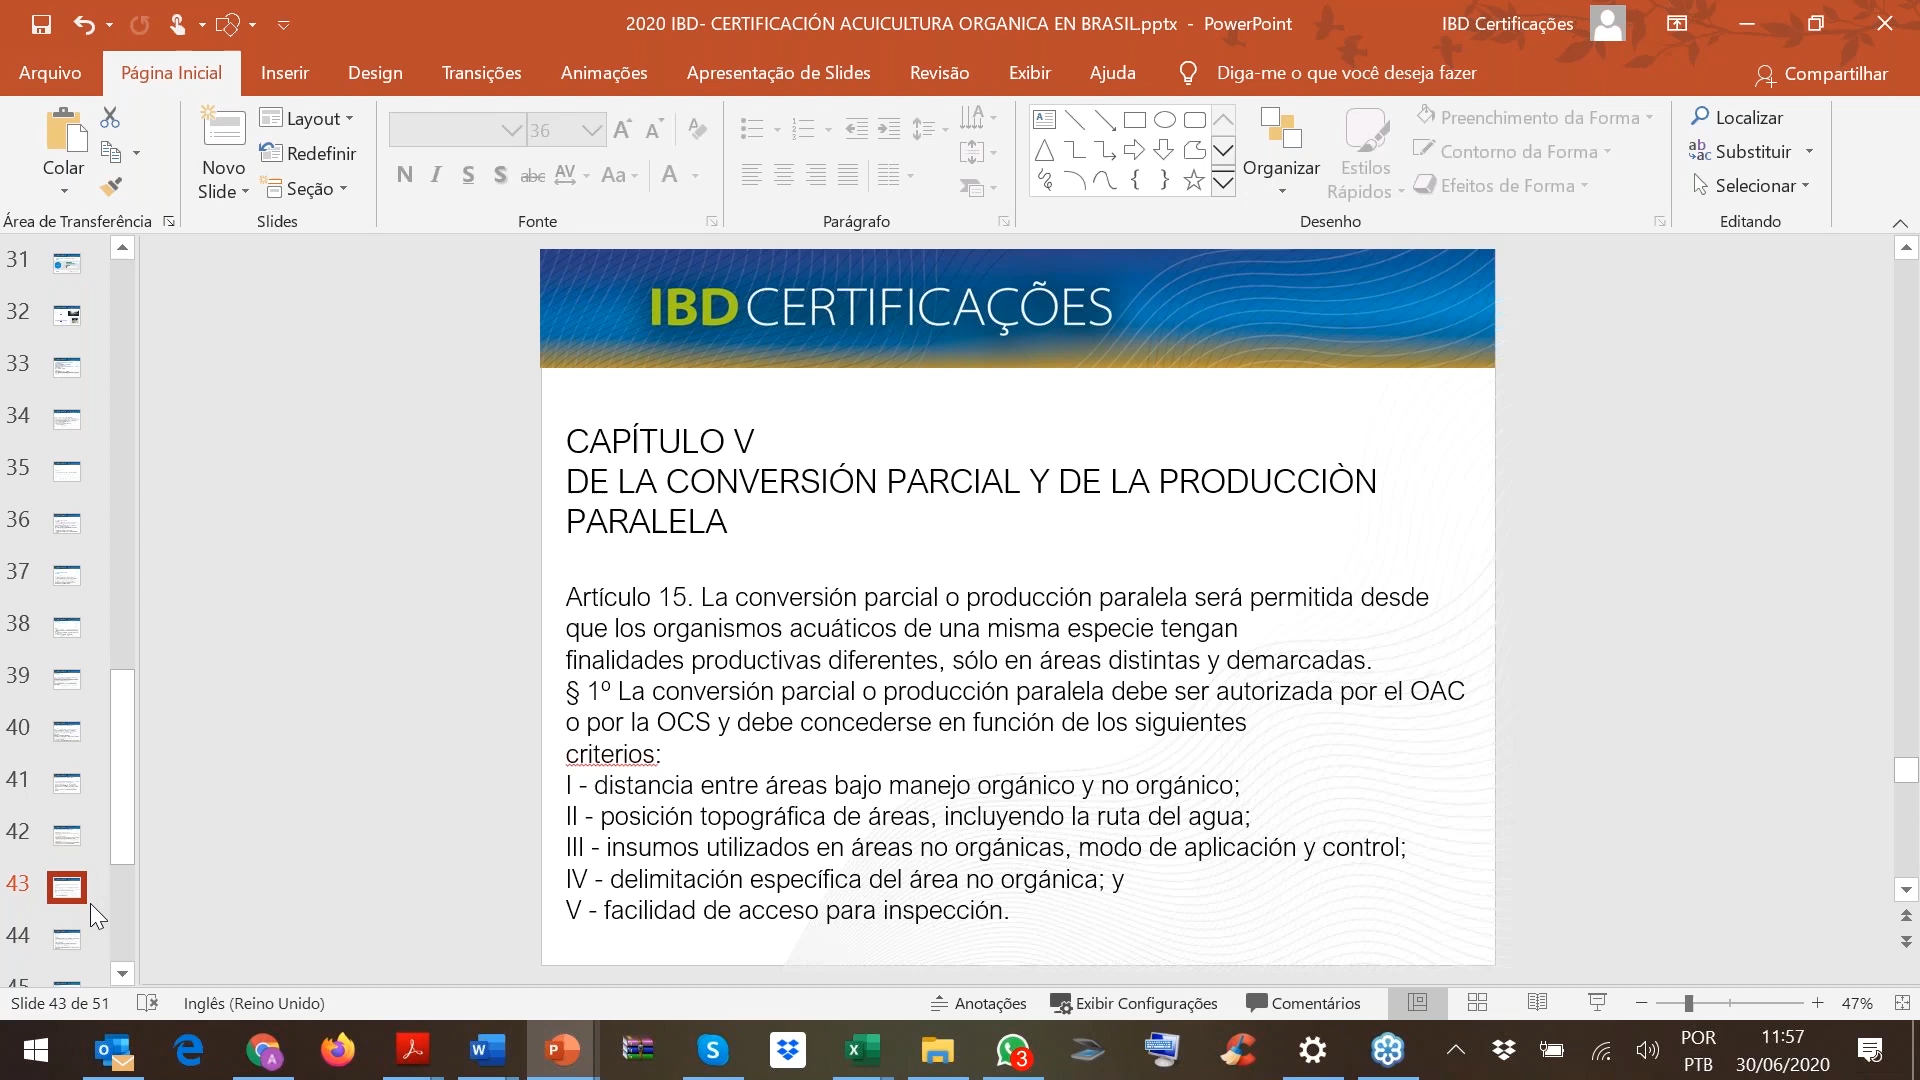 2020 IBD- CERTIFICACIÓN ACUICULTURA ORGANICA EN BRASIL.pptx - PowerPoint
IBD Certificações
Arquivo
Página Inicial
Inserir
Design
Transições
Animações
Apresentação de Slides
Revisão
Exibir
Ajuda
Diga-me o que você deseja fazer
Compartilhar
Colar
Novo
Slide
Layout
Redefinir
Seção
36
N I S S abc AV Aa A
Organizar
Estilos
Rápidos
Preenchimento da Forma
Contorno da Forma
Efeitos de Forma
Localizar
Substituir
Selecionar
Área de Transferência
Slides
Fonte
Parágrafo
Desenho
Editando
31
32
33
34
35
36
37
38
39
40
41
42
43
44
45
IBD CERTIFICAÇÕES
CAPÍTULO V
DE LA CONVERSIÓN PARCIAL Y DE LA PRODUCCIÒN
PARALELA
Artículo 15. La conversión parcial o producción paralela será permitida desde
que los organismos acuáticos de una misma especie tengan
finalidades productivas diferentes, sólo en áreas distintas y demarcadas.
§ 1º La conversión parcial o producción paralela debe ser autorizada por el OAC
o por la OCS y debe concederse en función de los siguientes
criterios:
I - distancia entre áreas bajo manejo orgánico y no orgánico;
II - posición topográfica de áreas, incluyendo la ruta del agua;
III - insumos utilizados en áreas no orgánicas, modo de aplicación y control;
IV - delimitación específica del área no orgánica; y
V - facilidad de acceso para inspección.
Slide 43 de 51
Inglês (Reino Unido)
Anotações
Exibir Configurações
Comentários
47%
3
POR
PTB
11:57
30/06/2020